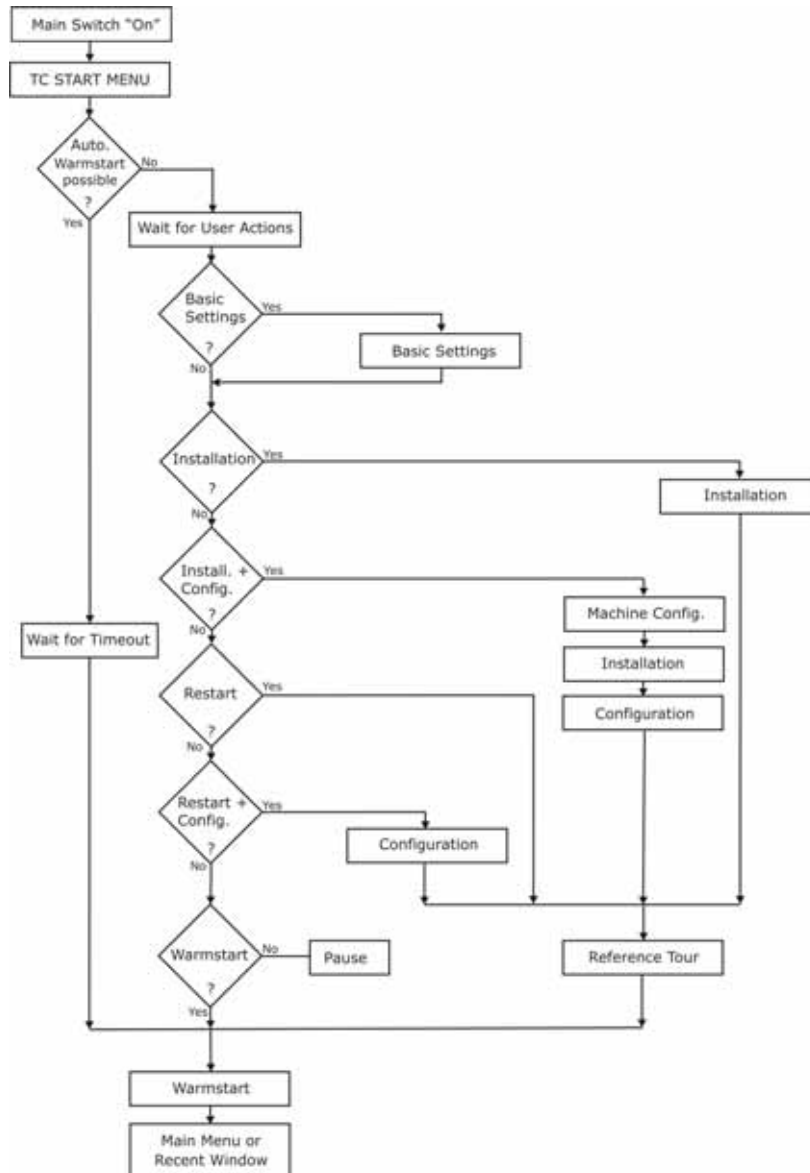 Main Switch “On”
TC START MENU
Auto.
Warmstart
possible
?
No
Yes
Wait for User Actions
Basic
Settings
?
Yes
No
Basic Settings
Installation
?
Yes
No
Installation
Install. +
Config.
?
Yes
No
Machine Config.
Wait for Timeout
Installation
Restart
?
Yes
No
Configuration
Restart +
Config.
?
Yes
No
Configuration
Warmstart
?
No
Yes
Pause
Reference Tour
Warmstart
Main Menu or
Recent Window